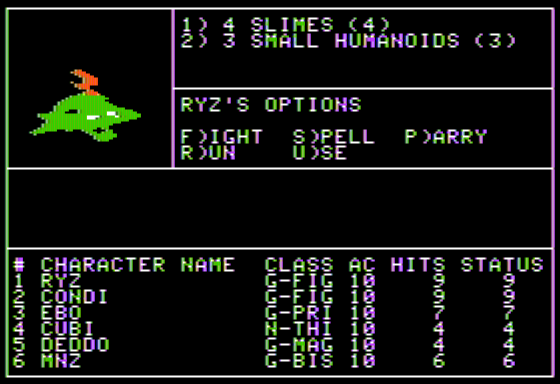 1) 4 SLIMES (4)
2) 3 SMALL HUMANOIDS (3)
RYZ'S OPTIONS
F)IGHT S)PELL P)ARRY
R)UN U)SE
# CHARACTER NAME CLASS AC HITS STATUS
1 RYZ G-FIG 10 9 9
2 CONDI G-FIG 10 9 9
3 EBO G-PRI 10 7 7
4 CUBI N-THI 10 4 4
5 DEDDO G-MAG 10 4 4
6 MNZ G-BIS 10 6 6